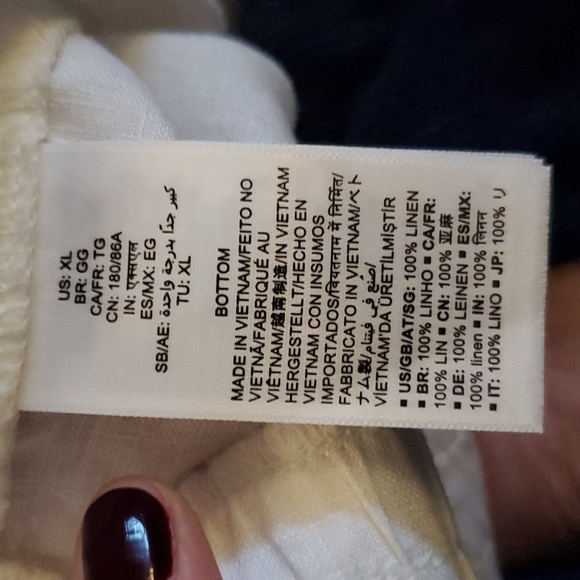 US: XL
BR: GG
CA/FR: TG
CN: 180/86A
IN: एक्सएल
ES/MX: EG
SB/AE: كبير جداً بدرجة واحدة
TU: XL
BOTTOM
MADE IN VIETNAM/FEITO NO
VIETNÃ/FABRIQUÉ AU
VIÊTNAM/越南制造/IN VIETNAM
HERGESTELLT/HECHO EN
VIETNAM CON INSUMOS
IMPORTADOS/वियतनाम में निर्मित/
FABBRICATO IN VIETNAM/ベト
ナム製/صنع في فيتنام/
VIETNAM'DA ÜRETİLMİŞTİR
▪ US/GB/AT/SG: 100% LINEN
▪ BR: 100% LINHO ▪ CA/FR:
100% LIN ▪ CN: 100% 亚麻
▪ DE: 100% LEINEN ▪ ES/MX:
100% linen ▪ IN: 100% लिनन
▪ IT: 100% LINO ▪ JP: 100% リ